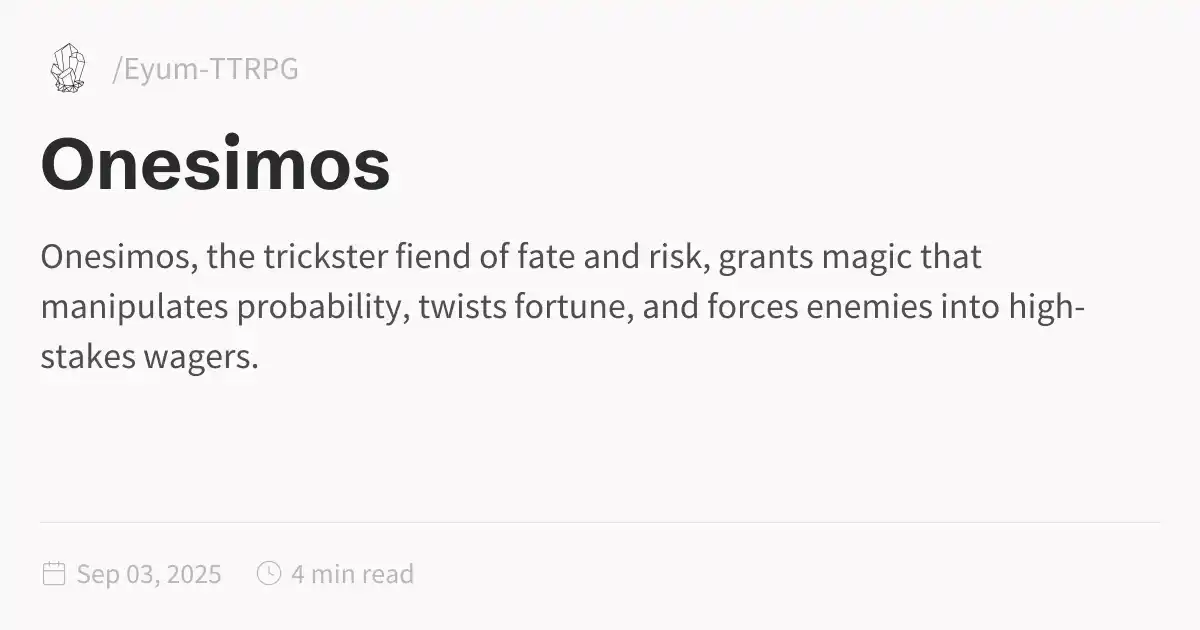 /Eyum-TTRPG
Onesimos
Onesimos, the trickster fiend of fate and risk, grants magic that
manipulates probability, twists fortune, and forces enemies into high-
stakes wagers.
Sep 03, 2025 4 min read